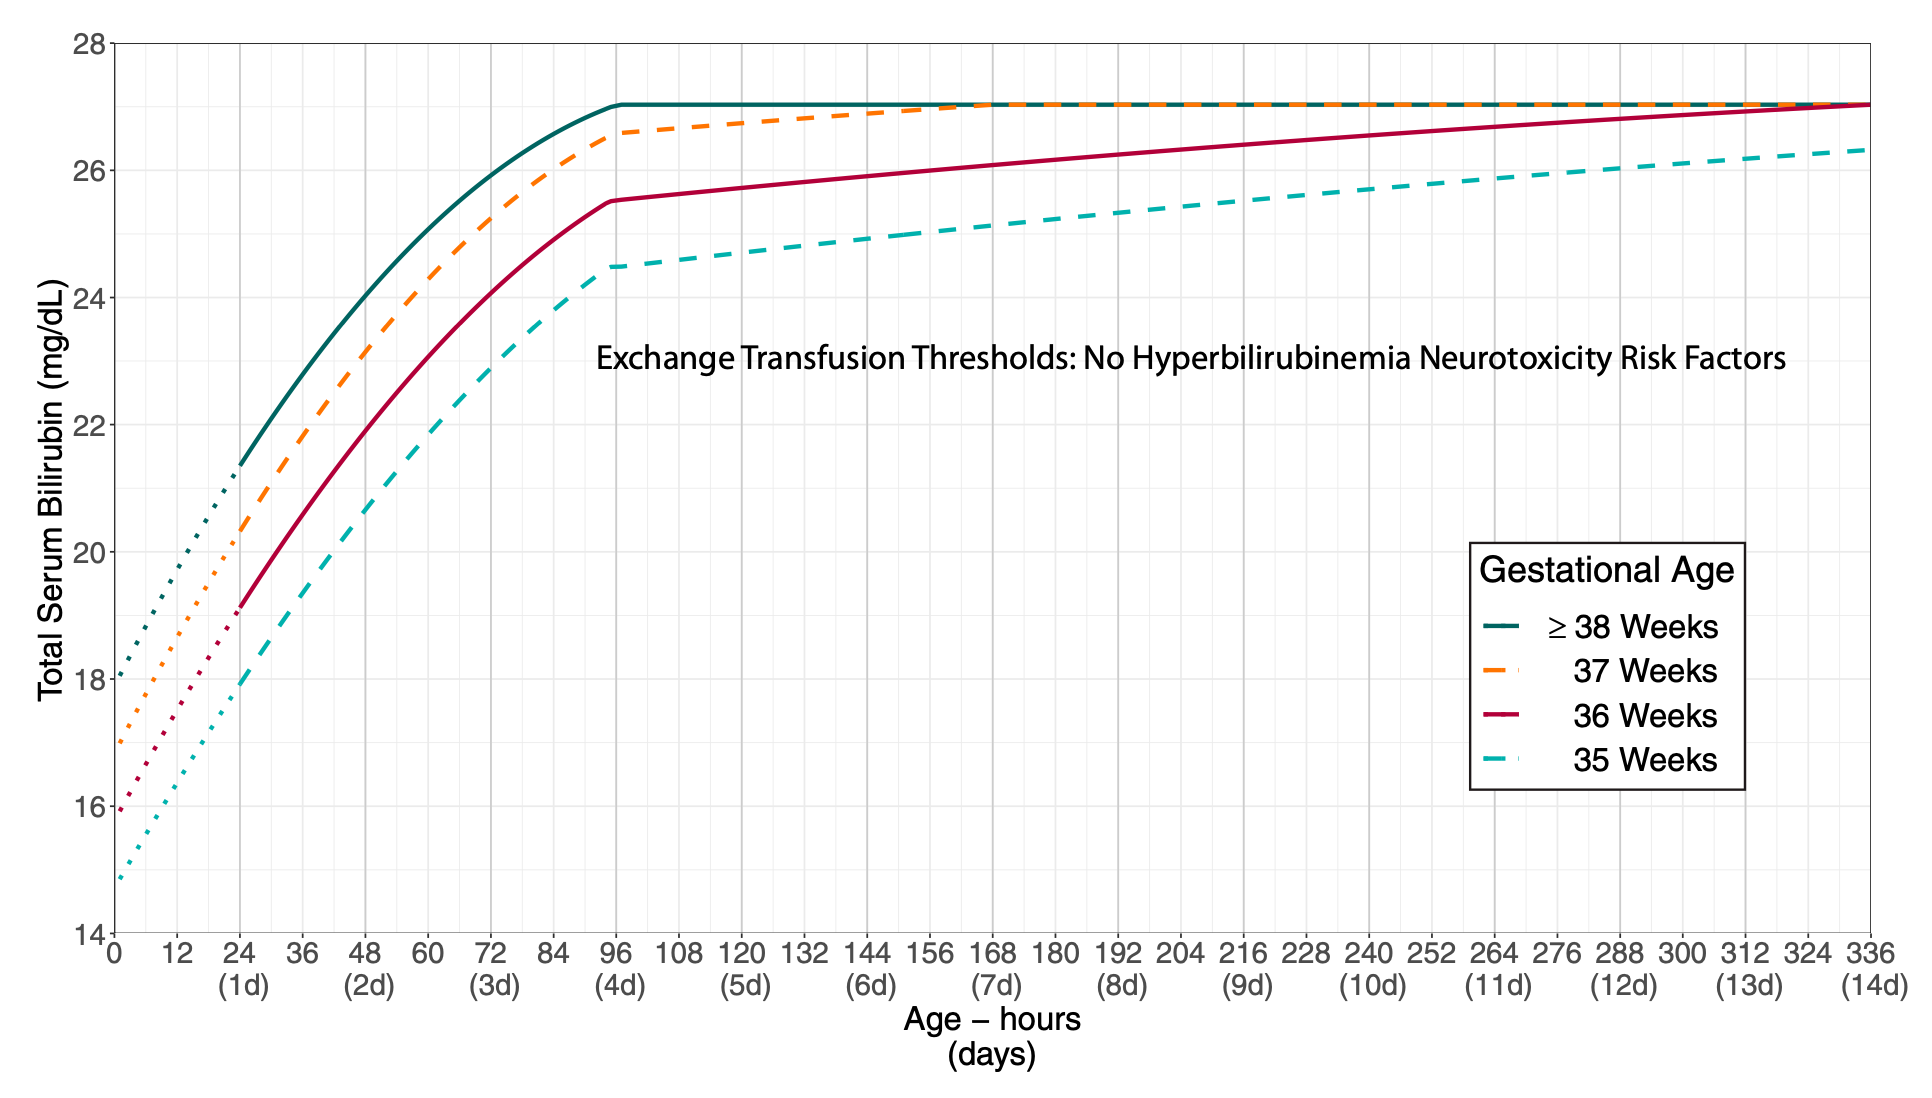 28
26
24
22
20
18
16
14
Total Serum Bilirubin (mg/dL)
Exchange Transfusion Thresholds: No Hyperbilirubinemia Neurotoxicity Risk Factors
Gestational Age
≥ 38 Weeks
37 Weeks
36 Weeks
35 Weeks
0 12 24 36 48 60 72 84 96 108 120 132 144 156 168 180 192 204 216 228 240 252 264 276 288 300 312 324 336
(1d) (2d) (3d) (4d) (5d) (6d) (7d) (8d) (9d) (10d) (11d) (12d) (13d) (14d)
Age – hours
(days)